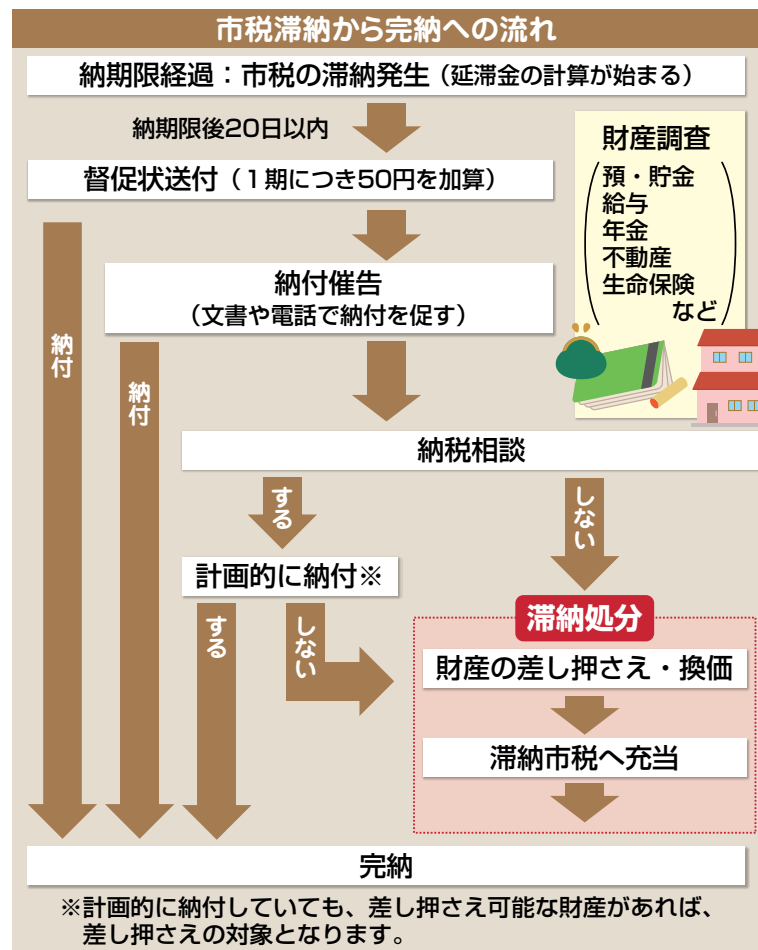 市税滞納から完納への流れ
納期限経過：市税の滞納発生（延滞金の計算が始まる）
納期限後20日以内
督促状送付（１期につき50円を加算）
財産調査
預・貯金
給与
年金
不動産
生命保険
など
納付催告
（文書や電話で納付を促す）
納付
納付
納税相談
する
しない
計画的に納付※
する
しない
滞納処分
財産の差し押さえ・換価
滞納市税へ充当
完納
※計画的に納付していても、差し押さえ可能な財産があれば、
差し押さえの対象となります。